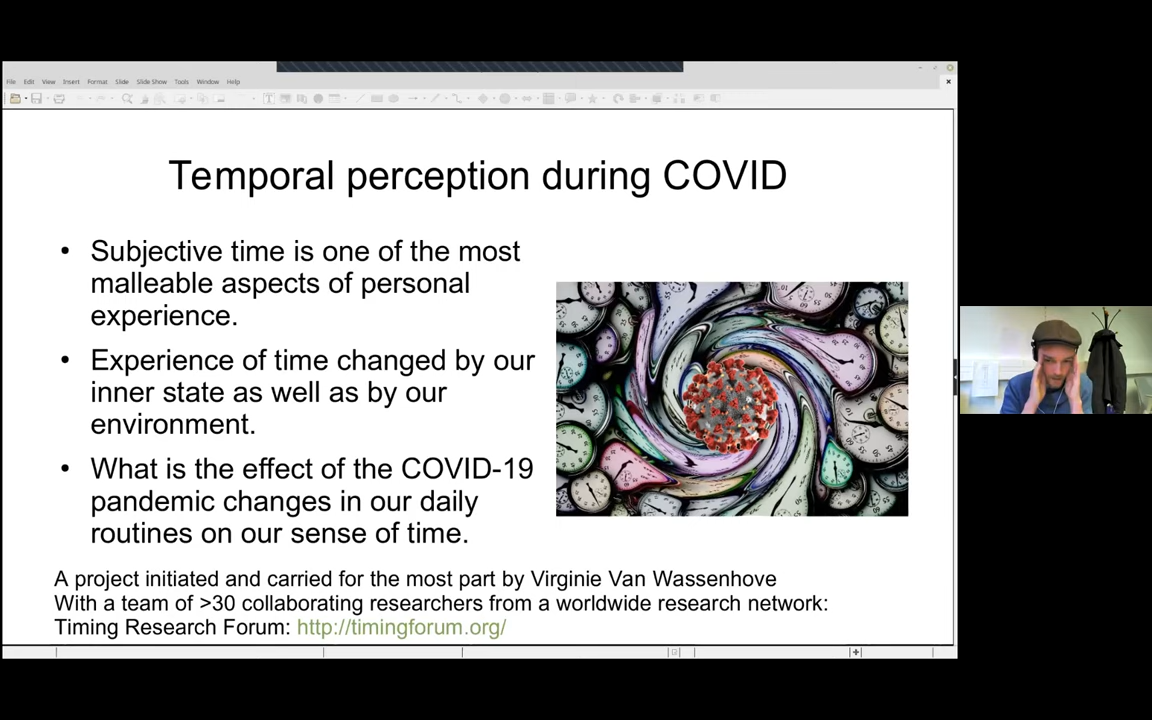 File Edit View Insert Format Slide Slide Show Tools Window Help
Temporal perception during COVID
• Subjective time is one of the most
malleable aspects of personal
experience.
• Experience of time changed by our
inner state as well as by our
environment.
• What is the effect of the COVID-19
pandemic changes in our daily
routines on our sense of time.
A project initiated and carried for the most part by Virginie Van Wassenhove
With a team of >30 collaborating researchers from a worldwide research network:
Timing Research Forum: http://timingforum.org/